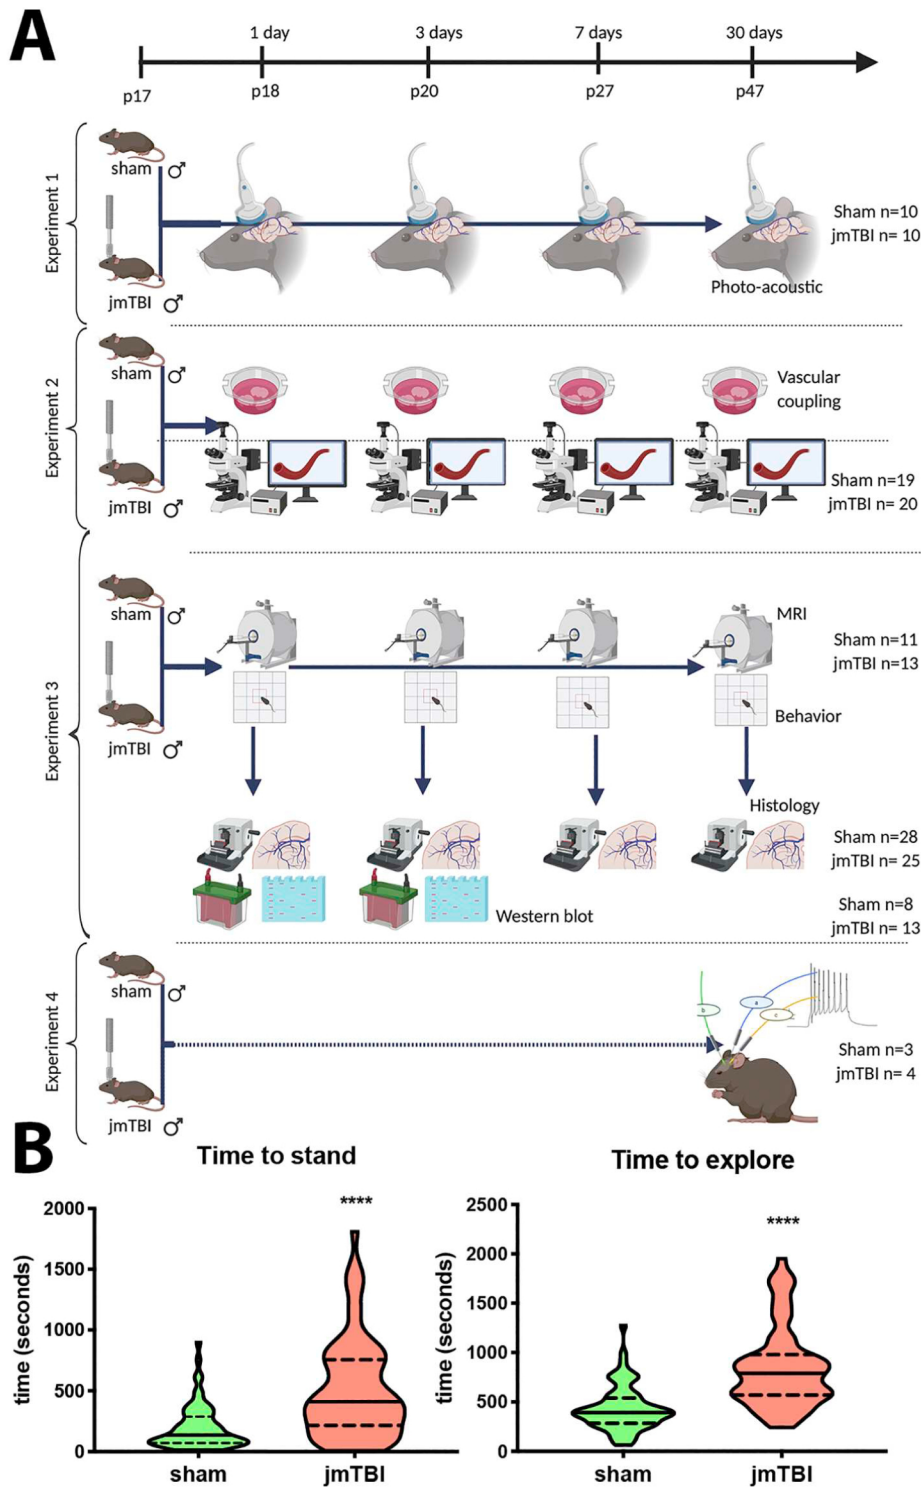 A
1 day 3 days 7 days 30 days
p17 p18 p20 p27 p47
Experiment 1
sham ♂
jmTBI ♂
Sham n=10
jmTBI n= 10
Photo-acoustic
Experiment 2
sham ♂
jmTBI ♂
Vascular
coupling
Sham n=19
jmTBI n= 20
Experiment 3
sham ♂
jmTBI ♂
MRI
Sham n=11
jmTBI n=13
Behavior
Histology
Sham n=28
jmTBI n= 25
Western blot
Sham n=8
jmTBI n= 13
Experiment 4
sham ♂
jmTBI ♂
b
a
c
Sham n=3
jmTBI n= 4
B
Time to stand
time (seconds)
2000
1500
1000
500
0
****
sham jmTBI
Time to explore
time (seconds)
2500
2000
1500
1000
500
0
****
sham jmTBI